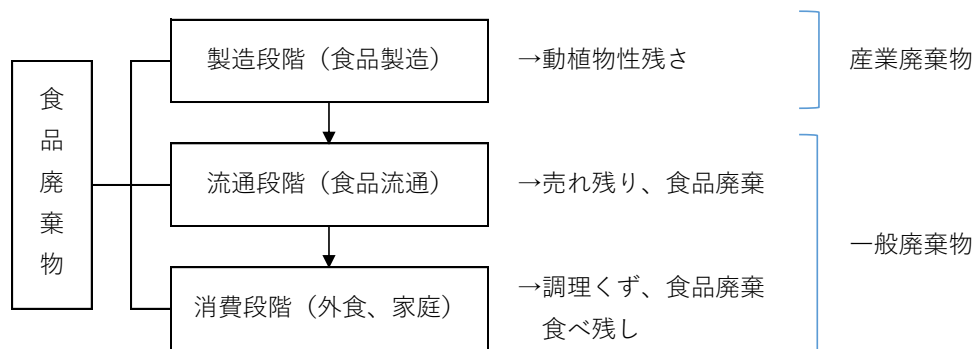 食品廃棄物
製造段階（食品製造）
→動植物性残さ
産業廃棄物
流通段階（食品流通）
→売れ残り、食品廃棄
一般廃棄物
消費段階（外食、家庭）
→調理くず、食品廃棄
食べ残し